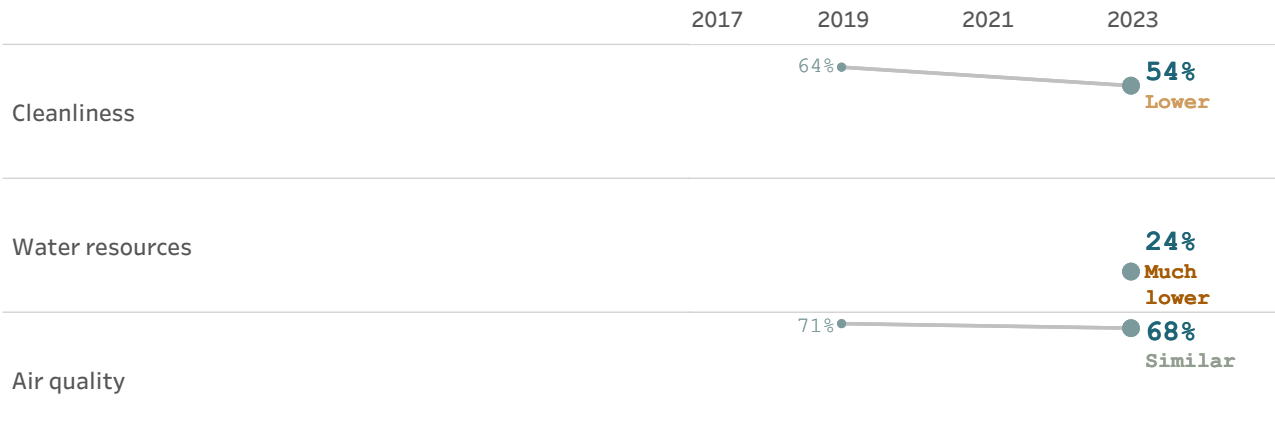 2017 2019 2021 2023
64%
54%
Lower
Cleanliness
Water resources
24%
Much
lower
71%
68%
Similar
Air quality